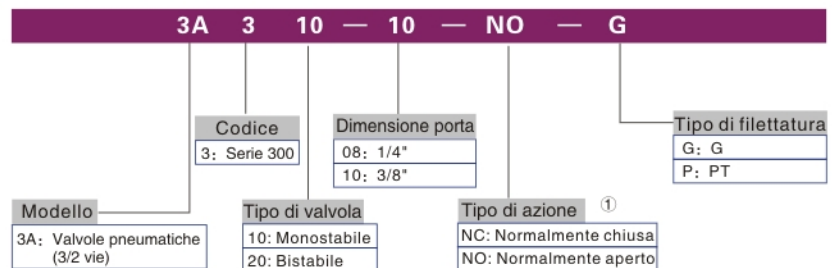 3A 3 10 — 10 — NO — G
Codice
3: Serie 300
Dimensione porta
08: 1/4"
10: 3/8"
Tipo di filettatura
G: G
P: PT
Modello
3A: Valvole pneumatiche
(3/2 vie)
Tipo di valvola
10: Monostabile
20: Bistabile
Tipo di azione ①
NC: Normalmente chiusa
NO: Normalmente aperto